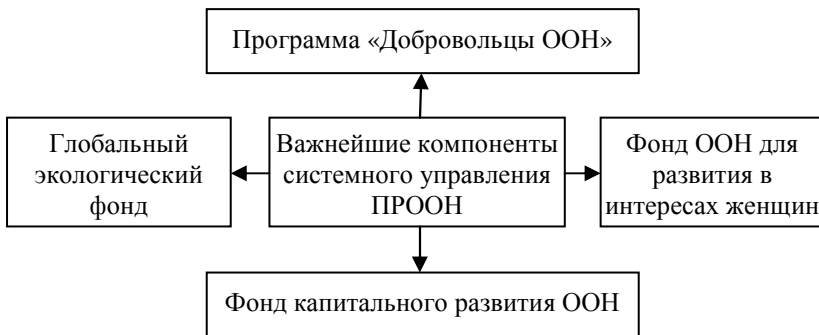 Программа «Добровольцы ООН»
Глобальный
экологический
фонд
Важнейшие компоненты
системного управления
ПРООН
Фонд ООН для
развития в
интересах женщин
Фонд капитального развития ООН